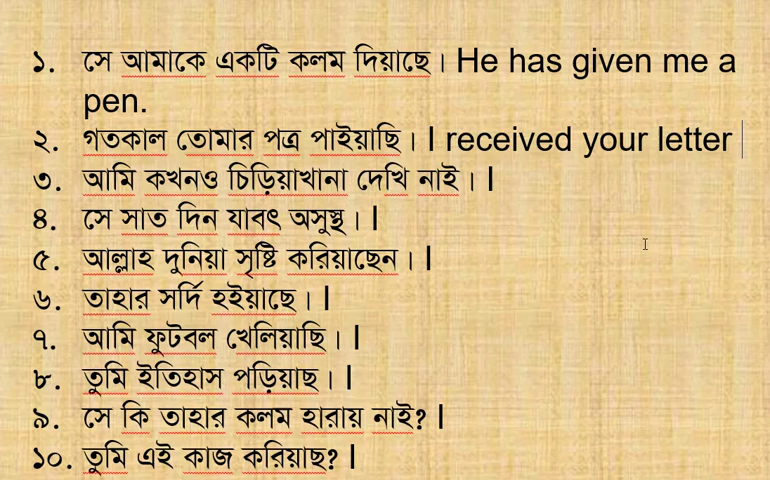 ১. সে আমাকে একটি কলম দিয়াছে। He has given me a
pen.
২. গতকাল তোমার পত্র পাইয়াছি। I received your letter
৩. আমি কখনও চিড়িয়াখানা দেখি নাই। I
৪. সে সাত দিন যাবৎ অসুস্থ। I
৫. আল্লাহ দুনিয়া সৃষ্টি করিয়াছেন। I
৬. তাহার সর্দি হইয়াছে। I
৭. আমি ফুটবল খেলিয়াছি। I
৮. তুমি ইতিহাস পড়িয়াছ। I
৯. সে কি তাহার কলম হারায় নাই? I
১০. তুমি এই কাজ করিয়াছ? I